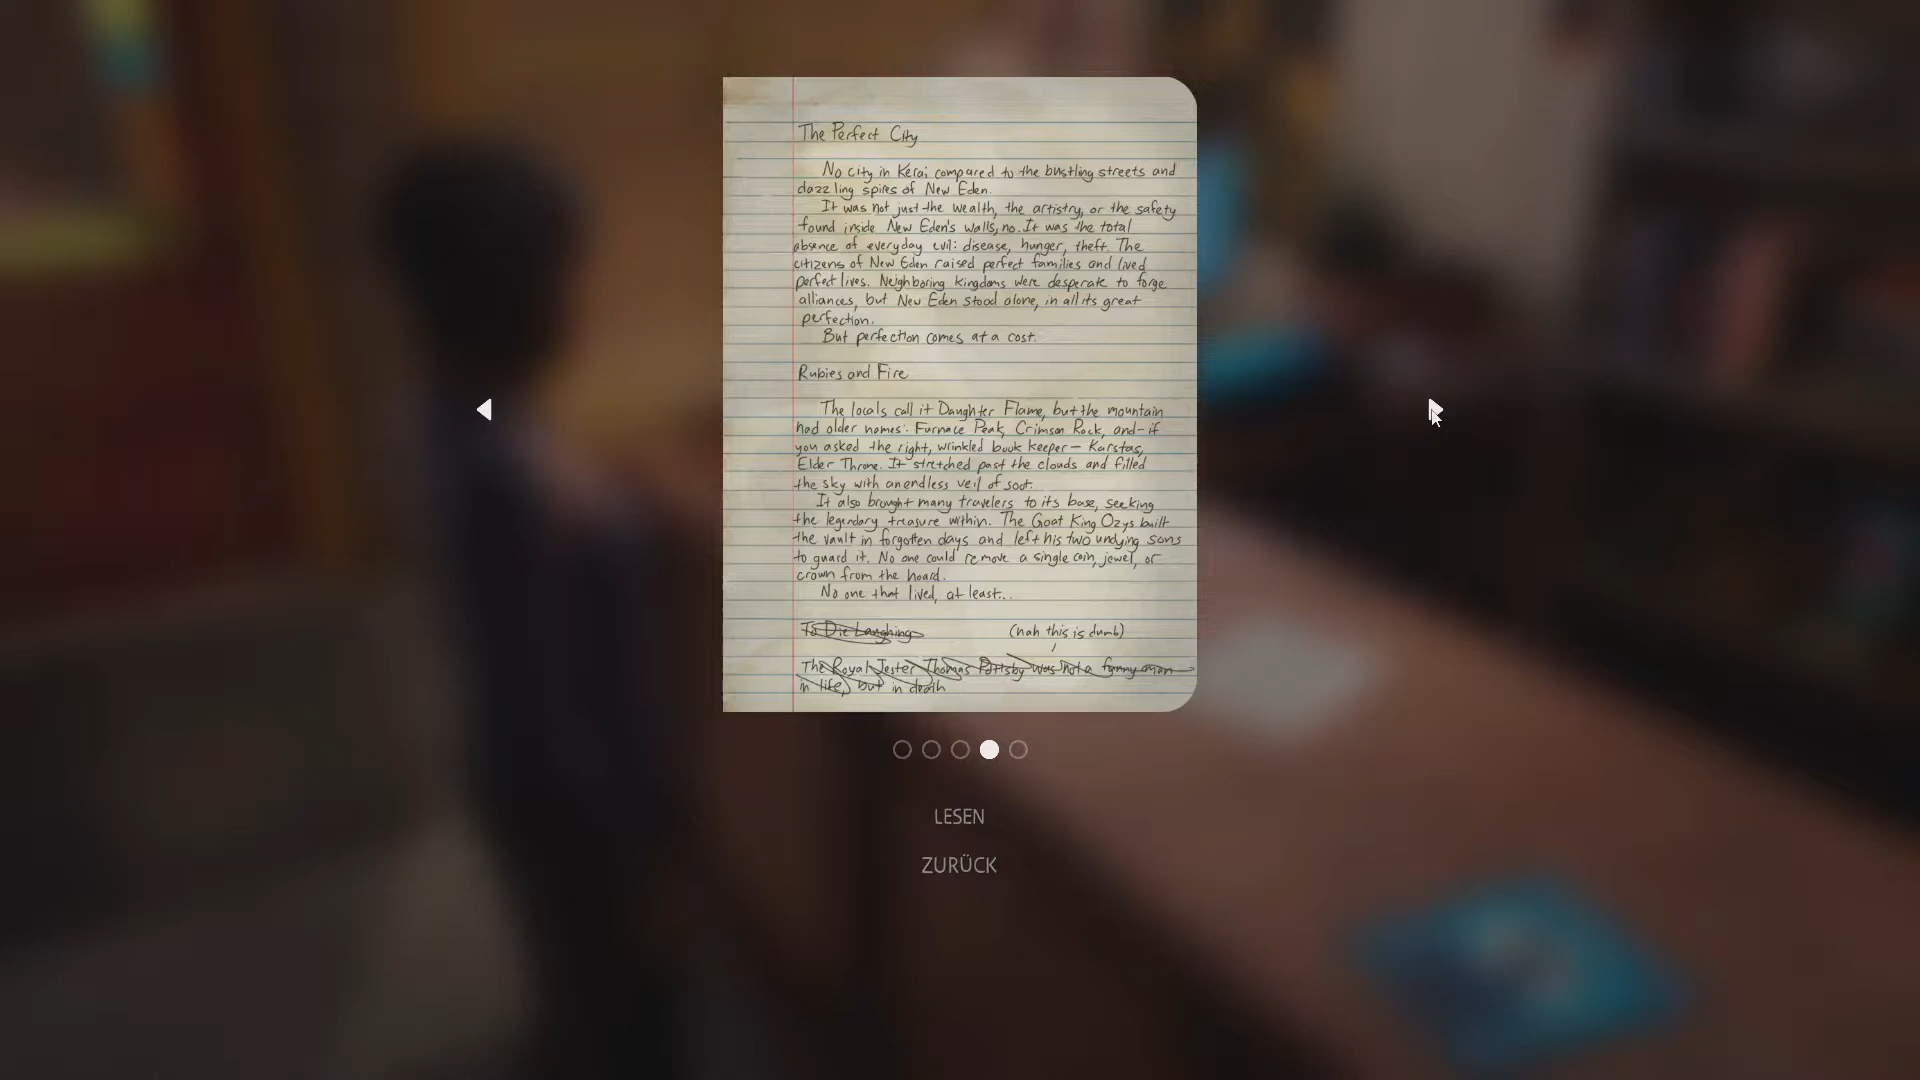 The Perfect City
No city in Kerai compared to the bustling streets and
dazzling spires of New Eden.
It was not just the wealth, the artistry, or the safety
found inside New Eden's walls, no. It was the total
absence of everyday evil: disease, hunger, theft. The
citizens of New Eden raised perfect families and lived
perfect lives. Neighboring kingdoms were desperate to forge
alliances, but New Eden stood alone, in all its great
perfection.
But perfection comes at a cost.
Rubies and Fire
The locals call it Daughter Flame, but the mountain
had older names: Furnace Peak, Crimson Rock, and-if
you asked the right, wrinkled book keeper - Karstas,
Elder Throne. It stretched past the clouds and filled
the sky with an endless veil of soot.
It also brought many travelers to its base, seeking
the legendary treasure within. The Goat King Ozys built
the vault in forgotten days and left his two undying sons
to guard it. No one could remove a single coin, jewel, or
crown from the hoard.
No one that lived, at least...
To Die Laughing (nah this is dumb)
The Royal Jester Thomas Pattsby was not a funny man
in life, but in death
LESEN
ZURÜCK